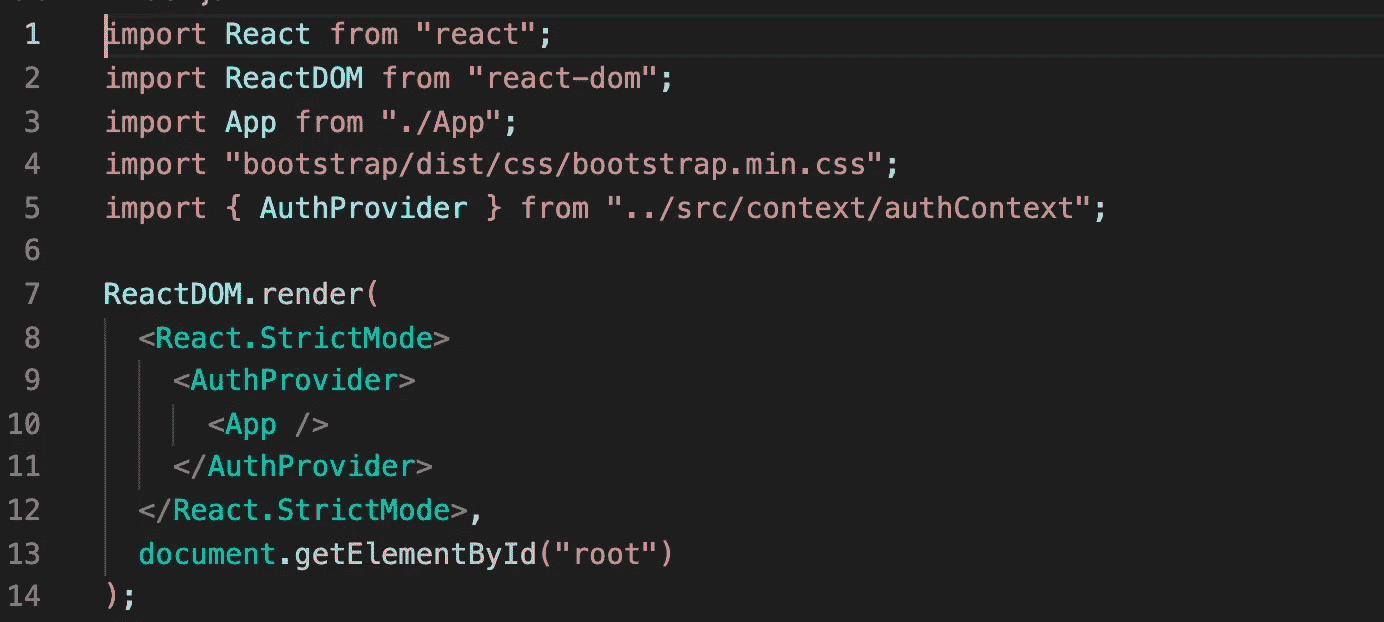 1 import React from "react";
2 import ReactDOM from "react-dom";
3 import App from "./App";
4 import "bootstrap/dist/css/bootstrap.min.css";
5 import { AuthProvider } from "../src/context/authContext";
6
7 ReactDOM.render(
8   <React.StrictMode>
9     <AuthProvider>
10       <App />
11     </AuthProvider>
12   </React.StrictMode>,
13   document.getElementById("root")
14 );